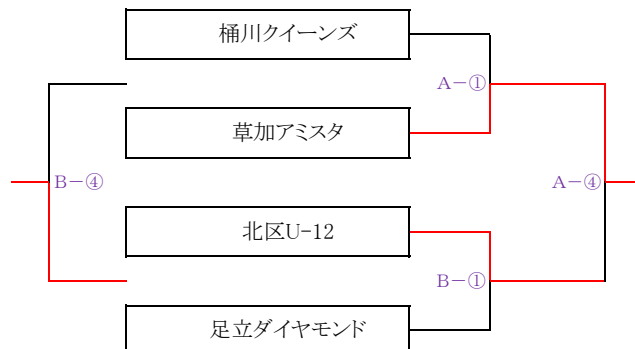 桶川クイーンズ
A－①
草加アミスタ
B－④
A－④
北区U-12
B－①
足立ダイヤモンド